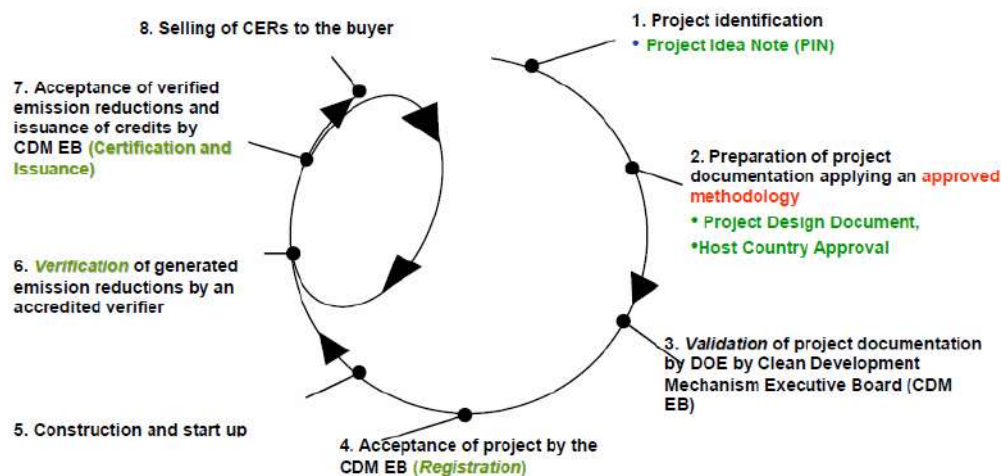 1. Project identification
• Project Idea Note (PIN)
2. Preparation of project
documentation applying an approved
methodology
• Project Design Document,
•Host Country Approval
3. Validation of project documentation
by DOE by Clean Development
Mechanism Executive Board (CDM
EB)
4. Acceptance of project by the
CDM EB (Registration)
5. Construction and start up
6. Verification of generated
emission reductions by an
accredited verifier
7. Acceptance of verified
emission reductions and
issuance of credits by
CDM EB (Certification and
Issuance)
8. Selling of CERs to the buyer